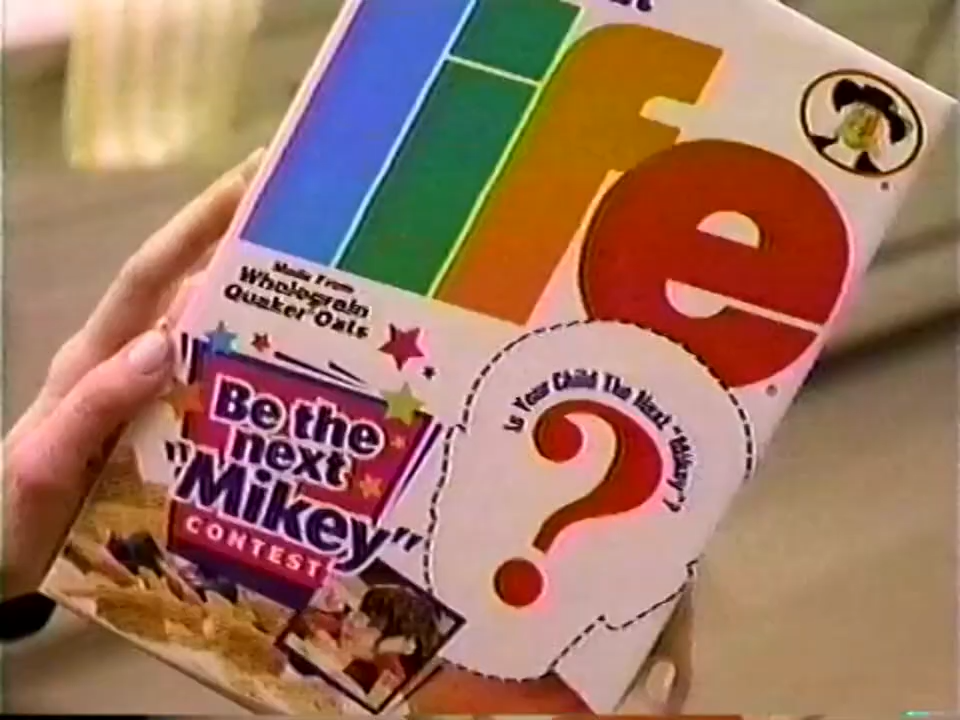 life
Made From
Wholegrain
Quaker Oats
Be the
next
"Mikey"
CONTEST!
Is Your Child The Next "Mikey"?
?